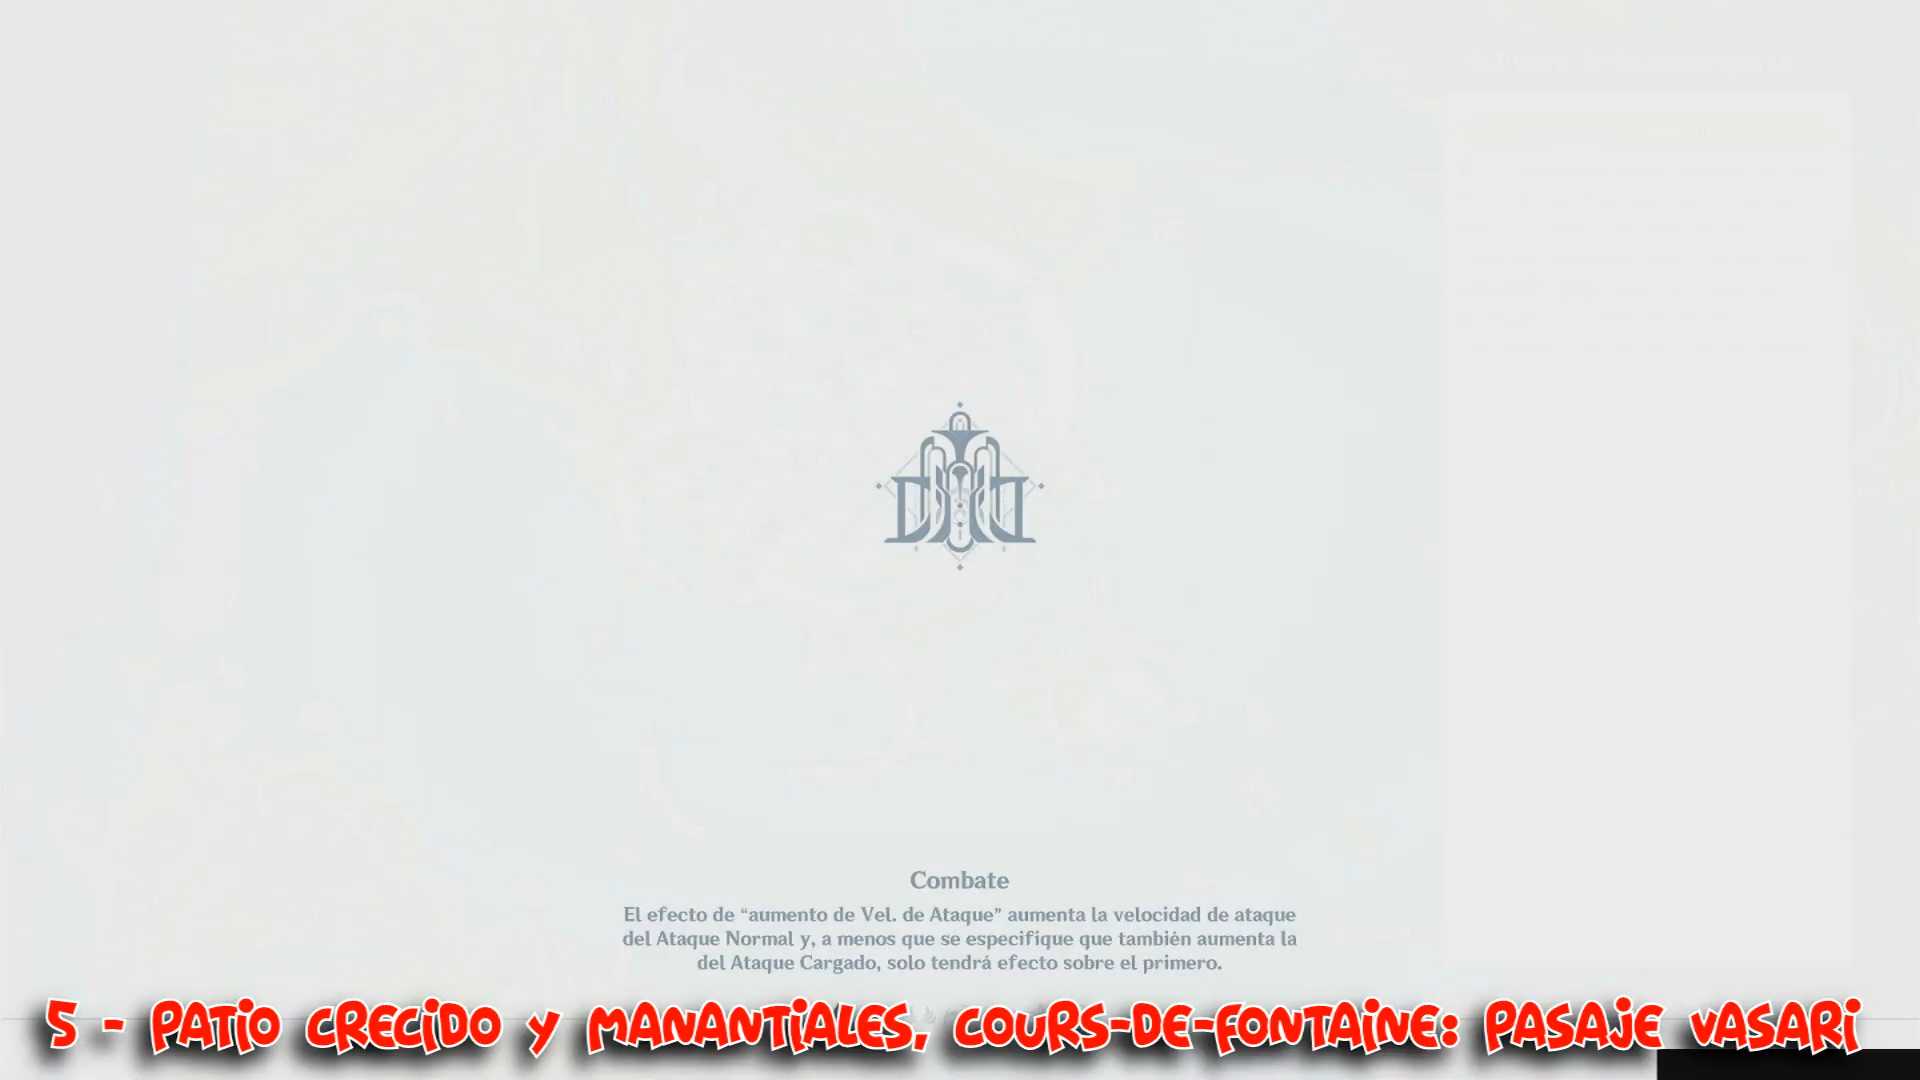 Combate
El efecto de “aumento de Vel. de Ataque” aumenta la velocidad de ataque
del Ataque Normal y, a menos que se especifique que también aumenta la
del Ataque Cargado, solo tendrá efecto sobre el primero.
5 - PATIO CRECIDO Y MANANTIALES, COURS-DE-FONTAINE: PASAJE VASARI